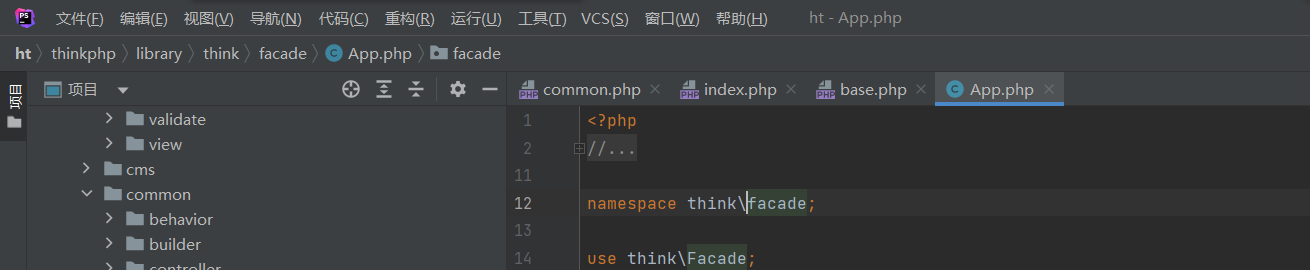 PS 文件(F) 编辑(E) 视图(V) 导航(N) 代码(C) 重构(R) 运行(U) 工具(T) VCS(S) 窗口(W) 帮助(H) ht - App.php
ht thinkphp library think facade C App.php facade
项目
项目
common.php index.php base.php C App.php
validate
view
cms
common
behavior
builder
controller
1 <?php
2 //...
11
12 namespace think\facade;
13
14 use think\Facade;